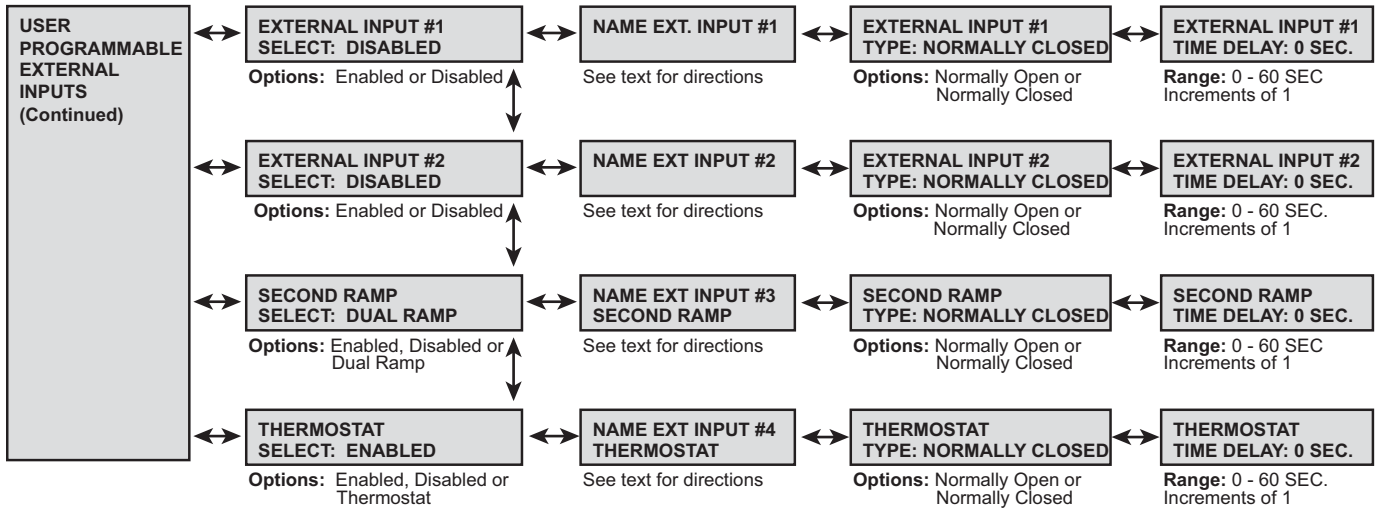 USER
PROGRAMMABLE
EXTERNAL
INPUTS
(Continued)
EXTERNAL INPUT #1
SELECT: DISABLED
Options: Enabled or Disabled
NAME EXT. INPUT #1
See text for directions
EXTERNAL INPUT #1
TYPE: NORMALLY CLOSED
Options: Normally Open or
Normally Closed
EXTERNAL INPUT #1
TIME DELAY: 0 SEC.
Range: 0 - 60 SEC
Increments of 1
EXTERNAL INPUT #2
SELECT: DISABLED
Options: Enabled or Disabled
NAME EXT INPUT #2
See text for directions
EXTERNAL INPUT #2
TYPE: NORMALLY CLOSED
Options: Normally Open or
Normally Closed
EXTERNAL INPUT #2
TIME DELAY: 0 SEC.
Range: 0 - 60 SEC.
Increments of 1
SECOND RAMP
SELECT: DUAL RAMP
Options: Enabled, Disabled or
Dual Ramp
NAME EXT INPUT #3
SECOND RAMP
See text for directions
SECOND RAMP
TYPE: NORMALLY CLOSED
Options: Normally Open or
Normally Closed
SECOND RAMP
TIME DELAY: 0 SEC.
Range: 0 - 60 SEC
Increments of 1
THERMOSTAT
SELECT: ENABLED
Options: Enabled, Disabled or
Thermostat
NAME EXT INPUT #4
THERMOSTAT
See text for directions
THERMOSTAT
TYPE: NORMALLY CLOSED
Options: Normally Open or
Normally Closed
THERMOSTAT
TIME DELAY: 0 SEC.
Range: 0 - 60 SEC.
Increments of 1